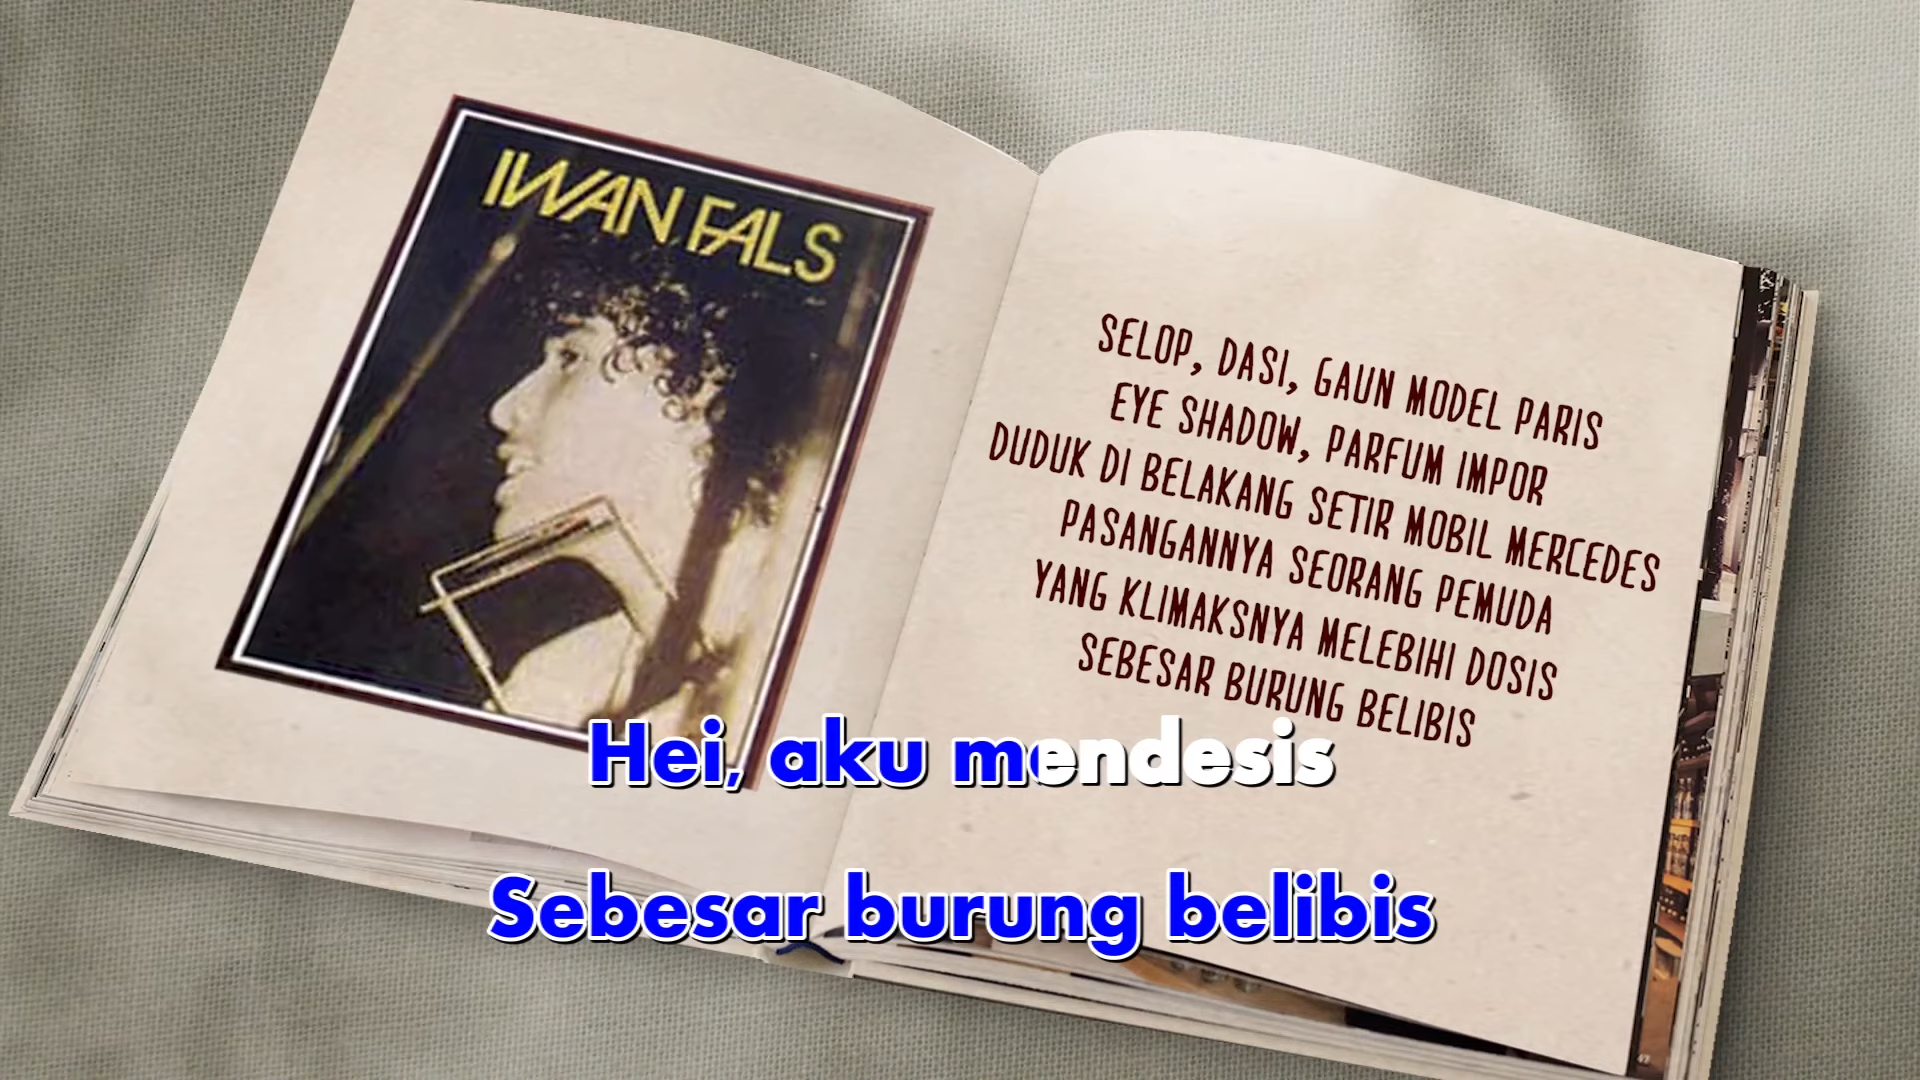 IWAN FALS
SELOP, DASI, GAUN MODEL PARIS
EYE SHADOW, PARFUM IMPOR
DUDUK DI BELAKANG SETIR MOBIL MERCEDES
PASANGANNYA SEORANG PEMUDA
YANG KLIMAKSNYA MELEBIHI DOSIS
SEBESAR BURUNG BELIBIS
Hei, aku mendesis
Sebesar burung belibis